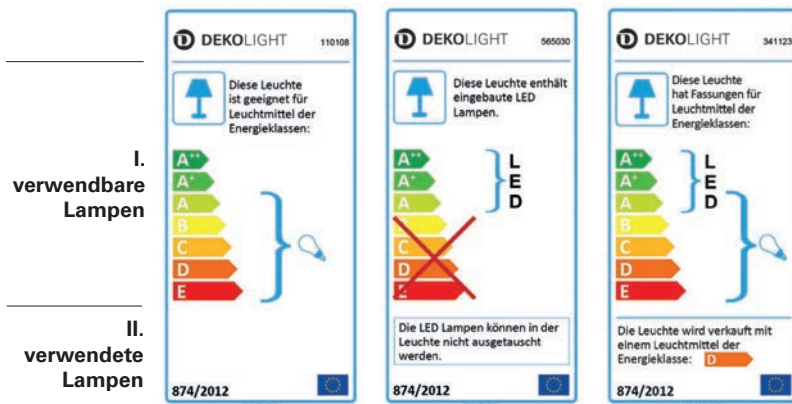 I.
verwendbare
Lampen
II.
verwendete
Lampen
D DEKOLIGHT 110108
Diese Leuchte
ist geeignet für
Leuchtmittel der
Energieklassen:
A++
A+
A
B
C
D
E
874/2012
D DEKOLIGHT 565030
Diese Leuchte enthält
eingebaute LED
Lampen.
A++
A+
A
C
D
E
L
E
D
Die LED Lampen können in der
Leuchte nicht ausgetauscht
werden.
874/2012
D DEKOLIGHT 341123
Diese Leuchte
hat Fassungen für
Leuchtmittel der
Energieklassen:
A++
A+
A
B
C
D
E
L
E
D
Die Leuchte wird verkauft mit
einem Leuchtmittel der
Energieklasse: D
874/2012